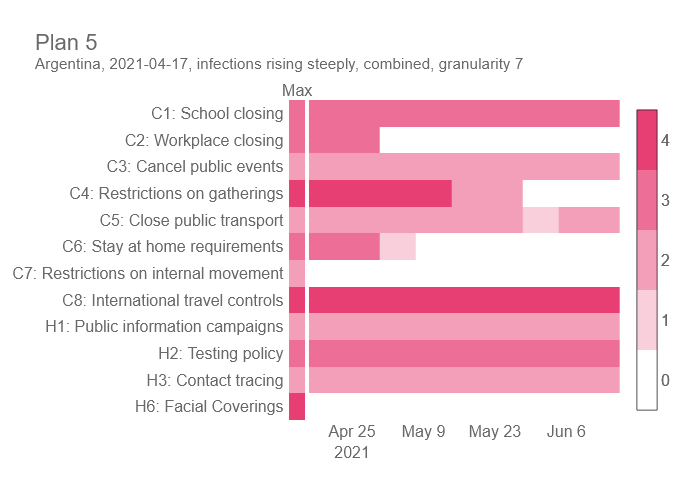 Plan 5
Argentina, 2021-04-17, infections rising steeply, combined, granularity 7
Max
C1: School closing
C2: Workplace closing
C3: Cancel public events
C4: Restrictions on gatherings
C5: Close public transport
C6: Stay at home requirements
C7: Restrictions on internal movement
C8: International travel controls
H1: Public information campaigns
H2: Testing policy
H3: Contact tracing
H6: Facial Coverings
Apr 25 May 9 May 23 Jun 6
2021
4
3
2
1
0